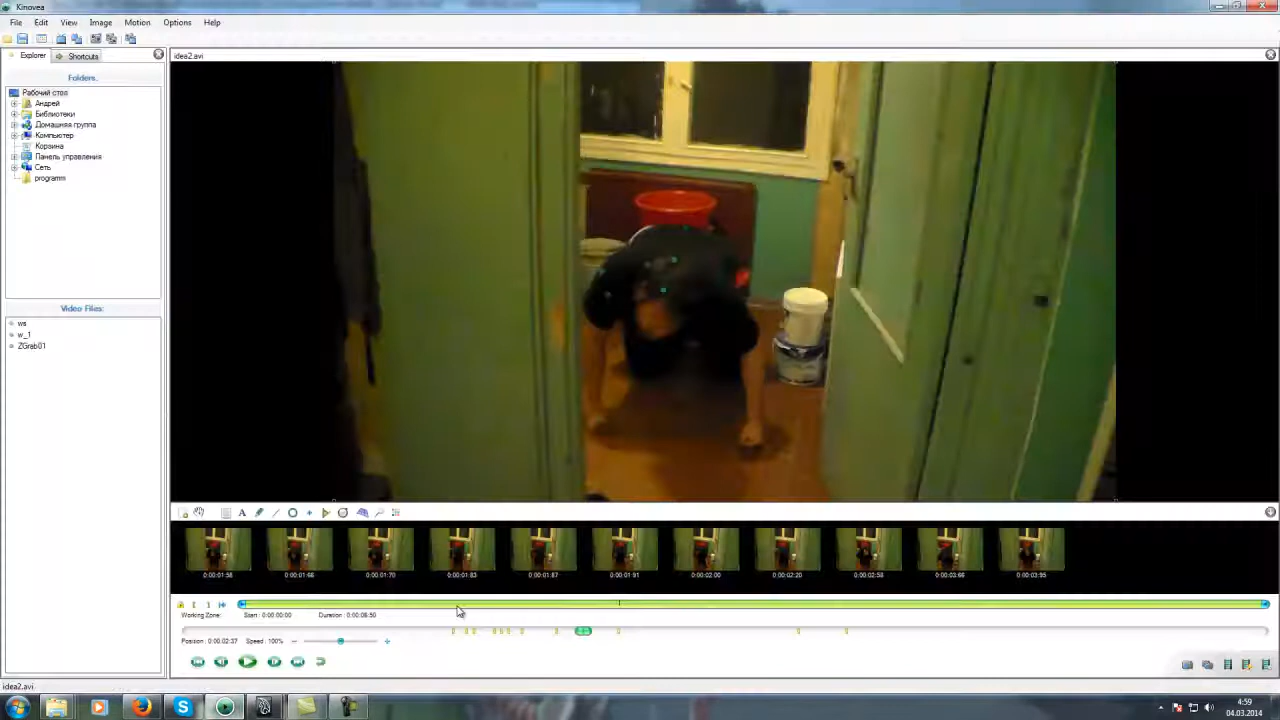 Kinovea
File Edit View Image Motion Options Help
Explorer Shortcuts
idea2.avi
Folders.
Рабочий стол
Андрей
Библиотеки
Домашняя группа
Компьютер
Корзина
Панель управления
Сеть
programm
Video Files:
ws
w_1
ZGrab01
0:00:01:58 0:00:01:66 0:00:01:70 0:00:01:83 0:00:01:87 0:00:01:91 0:00:02:00 0:00:02:20 0:00:02:58 0:00:03:66 0:00:03:95
Working Zone: Start : 0:00:00:00 Duration : 0:00:08:50
Position : 0:00:02:37 Speed : 100%
idea2.avi
4:59
04.03.2014